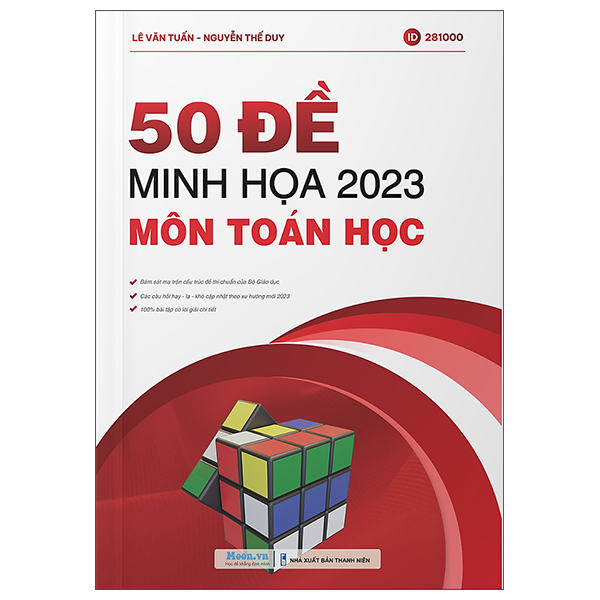 LÊ VĂN TUẤN - NGUYỄN THẾ DUY
ID 281000
50 ĐỀ
MINH HỌA 2023
MÔN TOÁN HỌC
Bám sát ma trận cấu trúc đề thi chuẩn của Bộ Giáo dục
Các câu hỏi hay - lạ - khó cập nhật theo xu hướng mới 2023
100% bài tập có lời giải chi tiết
Moon.vn
Học để khẳng định mình
NHÀ XUẤT BẢN THANH NIÊN